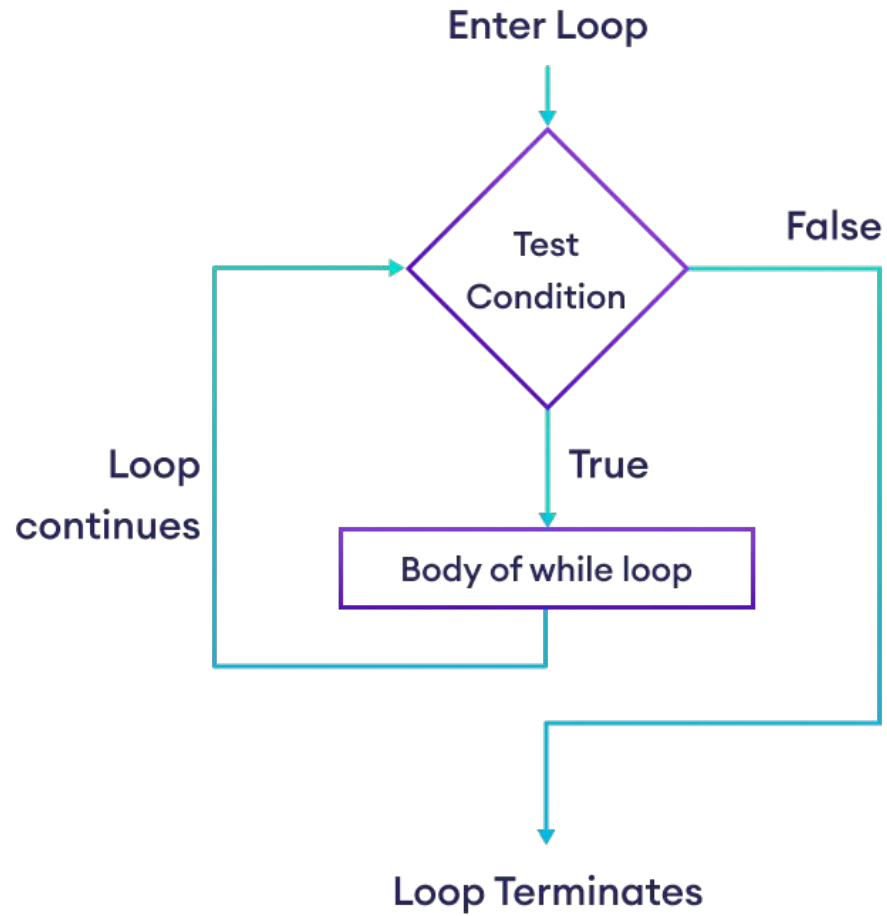 Enter Loop
False
Test
Condition
True
Loop
continues
Body of while loop
Loop Terminates